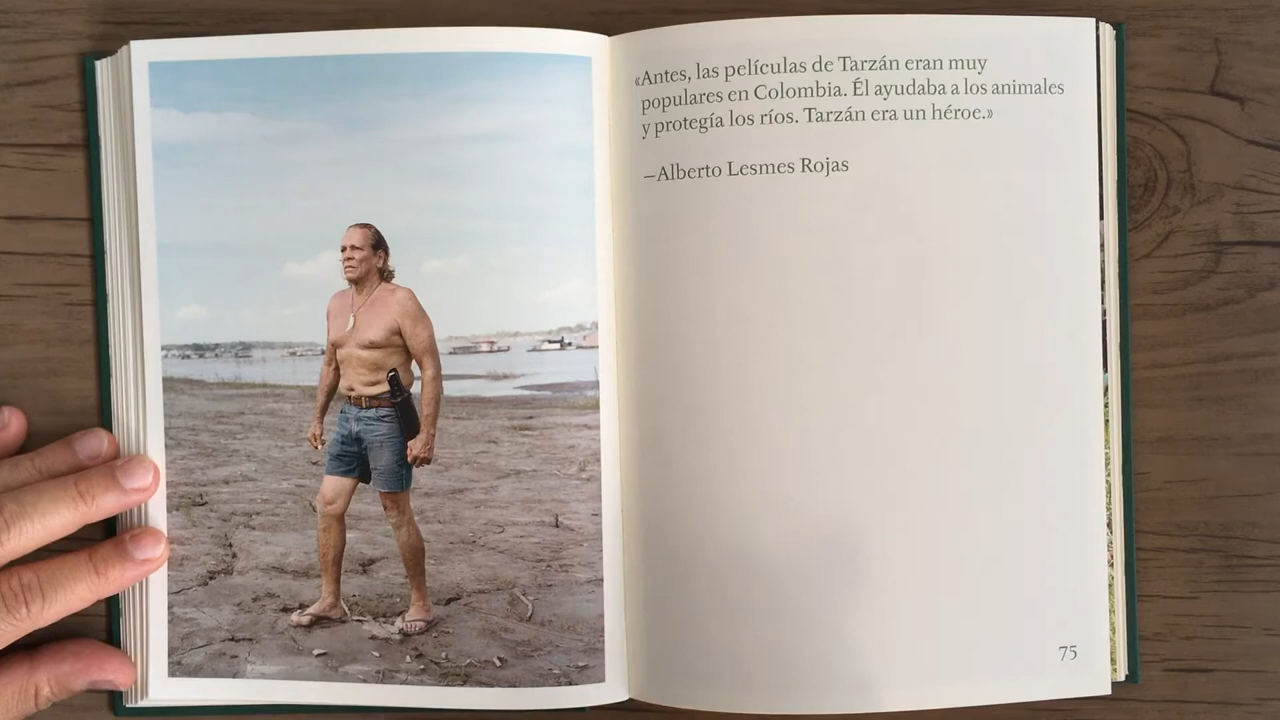 «Antes, las películas de Tarzán eran muy
populares en Colombia. Él ayudaba a los animales
y protegía los ríos. Tarzán era un héroe.»
—Alberto Lesmes Rojas
75